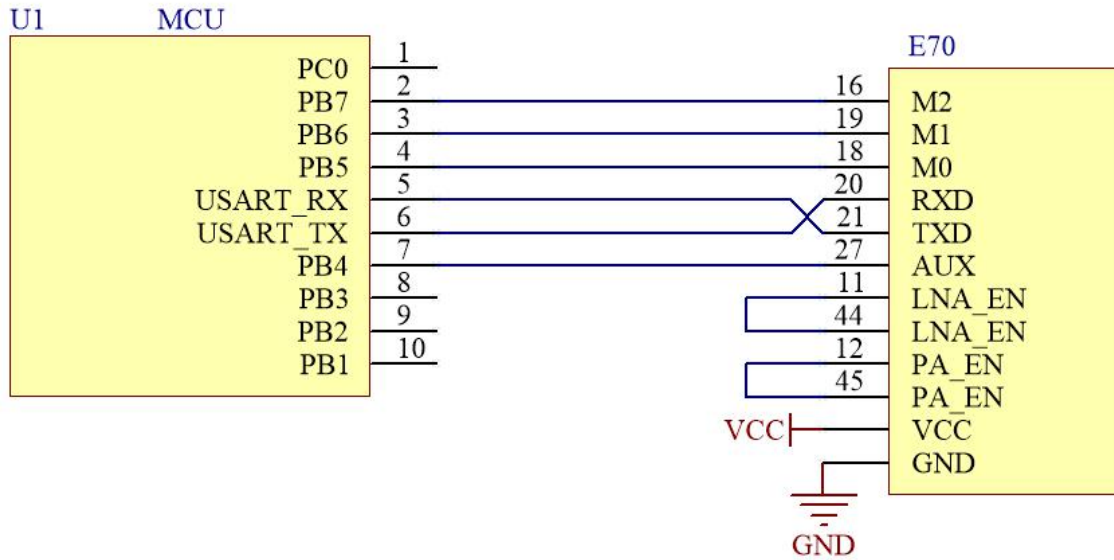 U1 MCU
PC0 1
PB7 2
PB6 3
PB5 4
USART_RX 5
USART_TX 6
PB4 7
PB3 8
PB2 9
PB1 10
E70
16 M2
19 M1
18 M0
20 RXD
21 TXD
27 AUX
11 LNA_EN
44 LNA_EN
12 PA_EN
45 PA_EN
VCC VCC
GND
GND